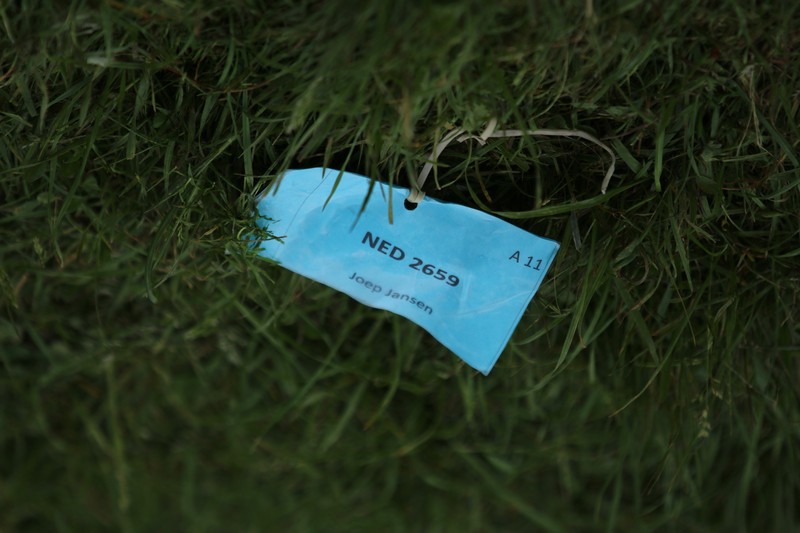 A 11
NED 2659
Joep Jansen